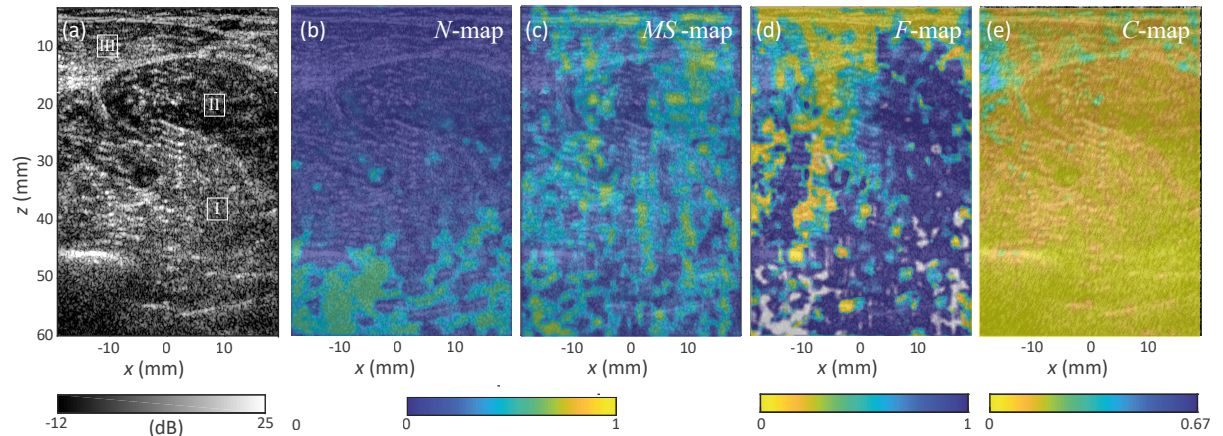 (a)
III
II
I
(b) N-map
(c) MS-map
(d) F-map
(e) C-map
10
20
30
40
50
60
z (mm)
-10 0 10
x (mm)
-10 0 10
x (mm)
-10 0 10
x (mm)
-10 0 10
x (mm)
-10 0 10
x (mm)
-12 (dB) 25
0 0 1
0 1
0 0.67